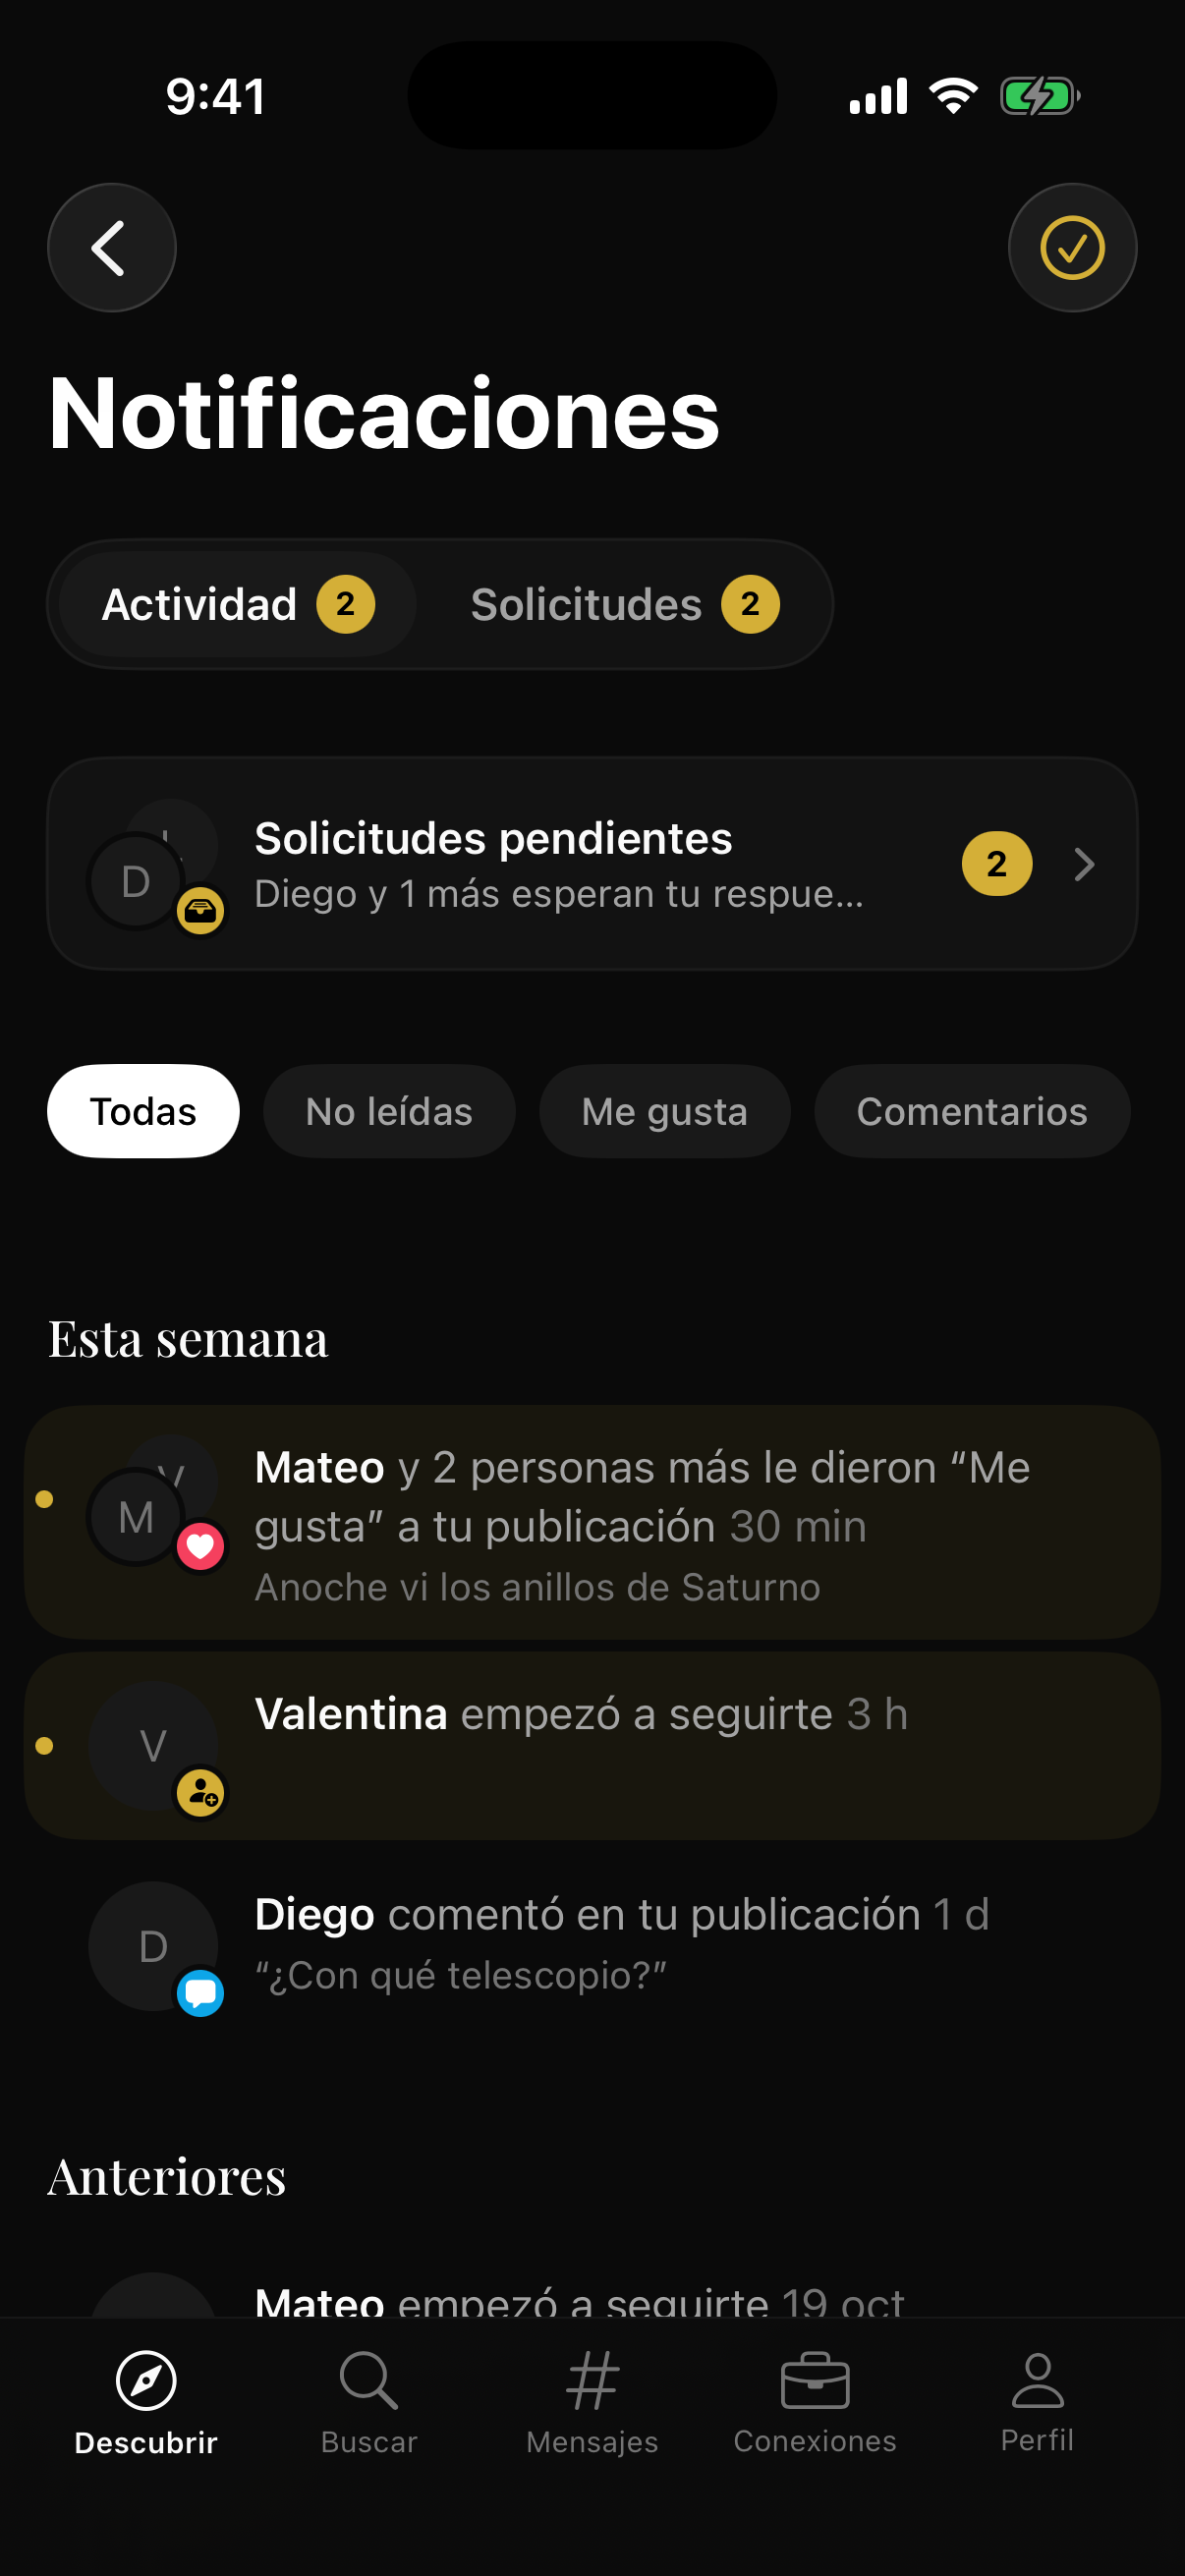 9:41
Notificaciones
Actividad 2 Solicitudes 2
D
Solicitudes pendientes
Diego y 1 más esperan tu respue...
2
Todas No leídas Me gusta Comentarios
Esta semana
V
M
Mateo y 2 personas más le dieron “Me
gusta” a tu publicación 30 min
Anoche vi los anillos de Saturno
V
Valentina empezó a seguirte 3 h
D
Diego comentó en tu publicación 1 d
“¿Con qué telescopio?”
Anteriores
Mateo empezó a seguirte 19 oct
Descubrir Buscar Mensajes Conexiones Perfil